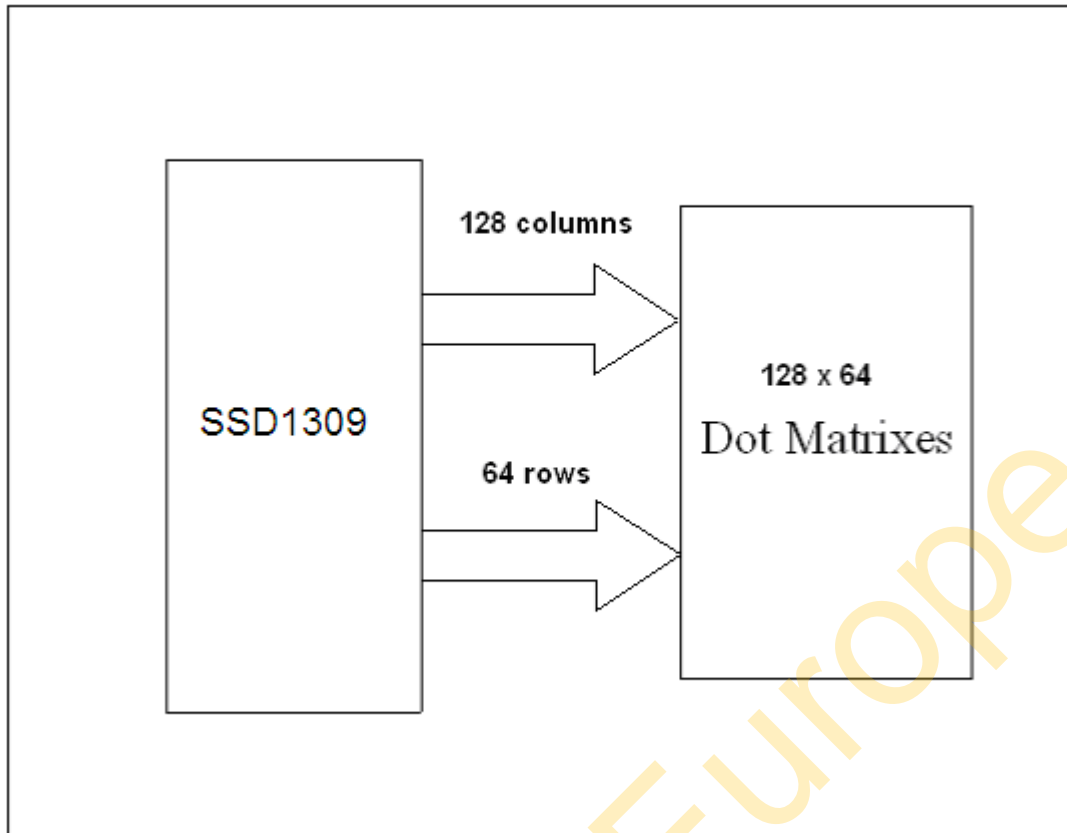 128 columns
SSD1309
128 x 64
Dot Matrixes
64 rows
Europe